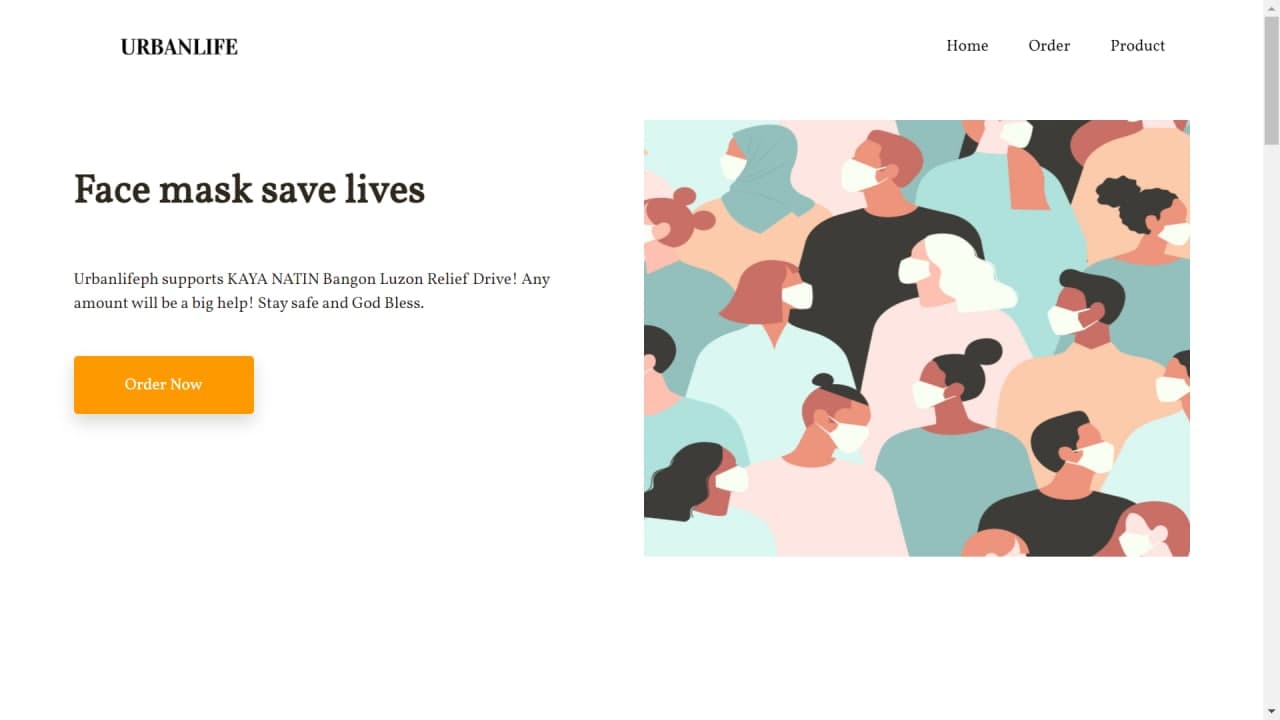 URBANLIFE
Home
Order
Product
Face mask save lives
Urbanlifeph supports KAYA NATIN Bangon Luzon Relief Drive! Any
amount will be a big help! Stay safe and God Bless.
Order Now